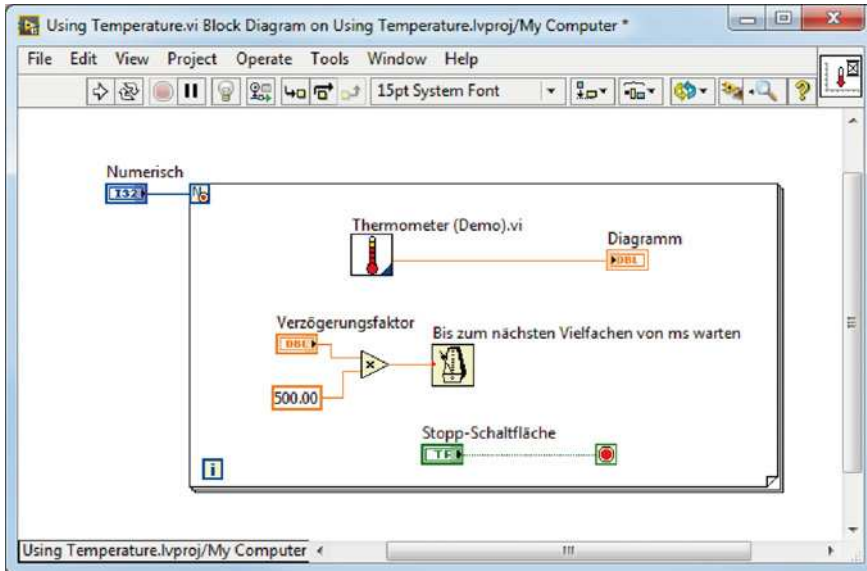 Using Temperature.vi Block Diagram on Using Temperature.lvproj/My Computer *
File Edit View Project Operate Tools Window Help
15pt System Font
Numerisch
I32
N
Thermometer (Demo).vi
Diagramm
DBL
Verzögerungsfaktor
Bis zum nächsten Vielfachen von ms warten
DBL
x
500.00
Stopp-Schaltfläche
TF
i
Using Temperature.lvproj/My Computer